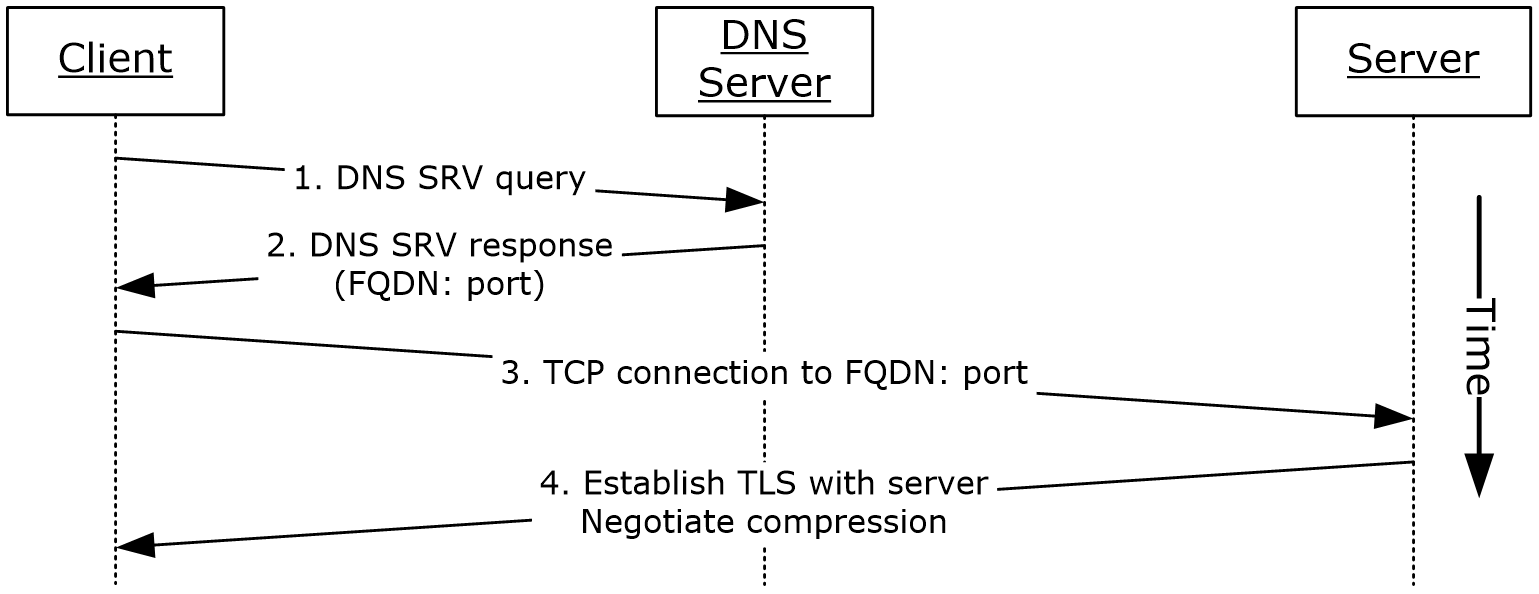 Client
DNS
Server
Server
1. DNS SRV query
2. DNS SRV response
(FQDN: port)
3. TCP connection to FQDN: port
4. Establish TLS with server
Negotiate compression
Time